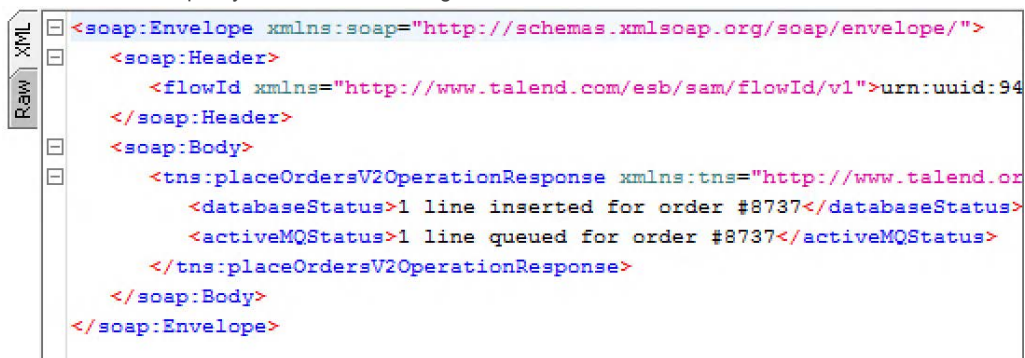 XML
Raw
<soap:Envelope xmlns:soap="http://schemas.xmlsoap.org/soap/envelope/">
<soap:Header>
<flowId xmlns="http://www.talend.com/esb/sam/flowId/v1">urn:uuid:94
</soap:Header>
<soap:Body>
<tns:placeOrdersV2OperationResponse xmlns:tns="http://www.talend.or
<databaseStatus>1 line inserted for order #8737</databaseStatus>
<activeMQStatus>1 line queued for order #8737</activeMQStatus>
</tns:placeOrdersV2OperationResponse>
</soap:Body>
</soap:Envelope>